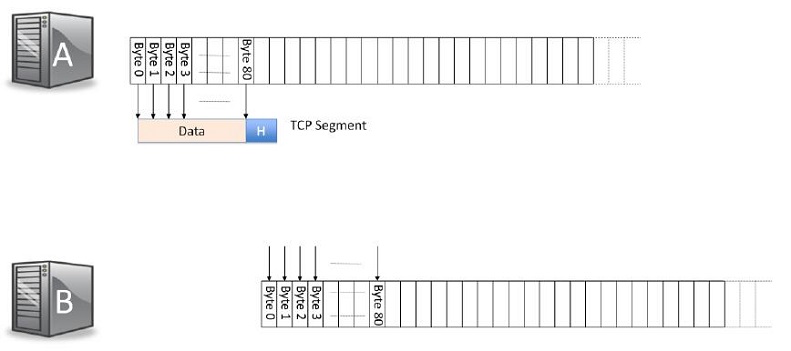 A
Byte 0
Byte 1
Byte 2
Byte 3
Byte 80
Data
H
TCP Segment
B
Byte 0
Byte 1
Byte 2
Byte 3
Byte 80